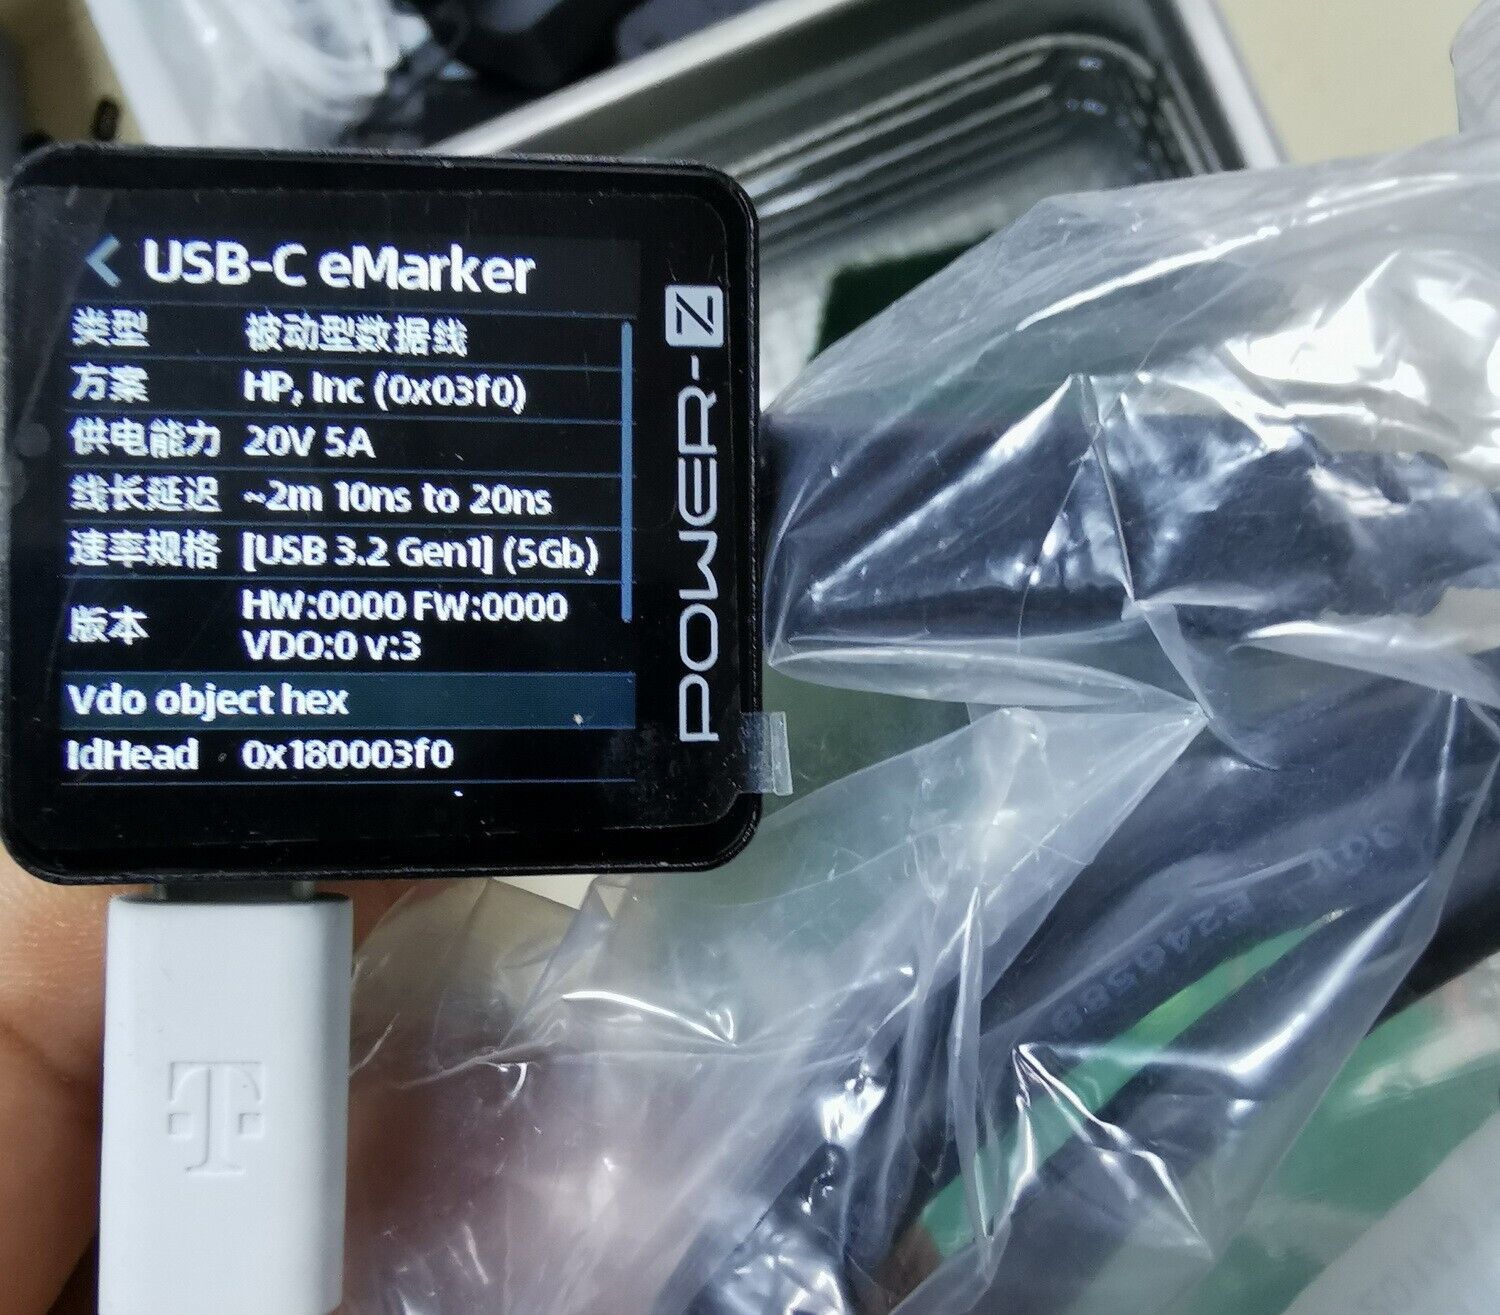 < USB-C eMarker
类型 被动型数据线
方案 HP, Inc (0x03f0)
供电能力 20V 5A
线长延迟 ~2m 10ns to 20ns
速率规格 [USB 3.2 Gen1] (5Gb)
版本 HW:0000 FW:0000
VDO:0 v:3
Vdo object hex
IdHead 0x180003f0
POWER-Z
T
E246588